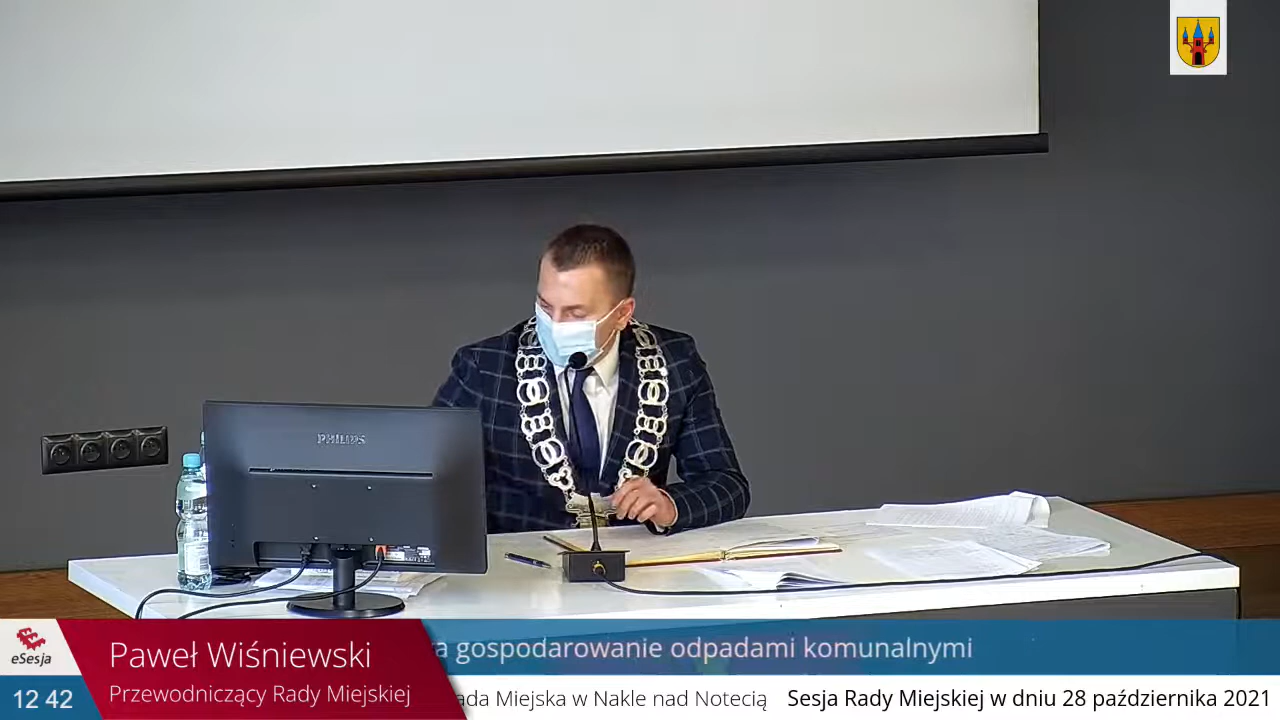 PHILIPS
eSesja
Paweł Wiśniewski
gospodarowanie odpadami komunalnymi
12 42
Przewodniczący Rady Miejskiej
ada Miejska w Nakle nad Notecią
Sesja Rady Miejskiej w dniu 28 października 2021